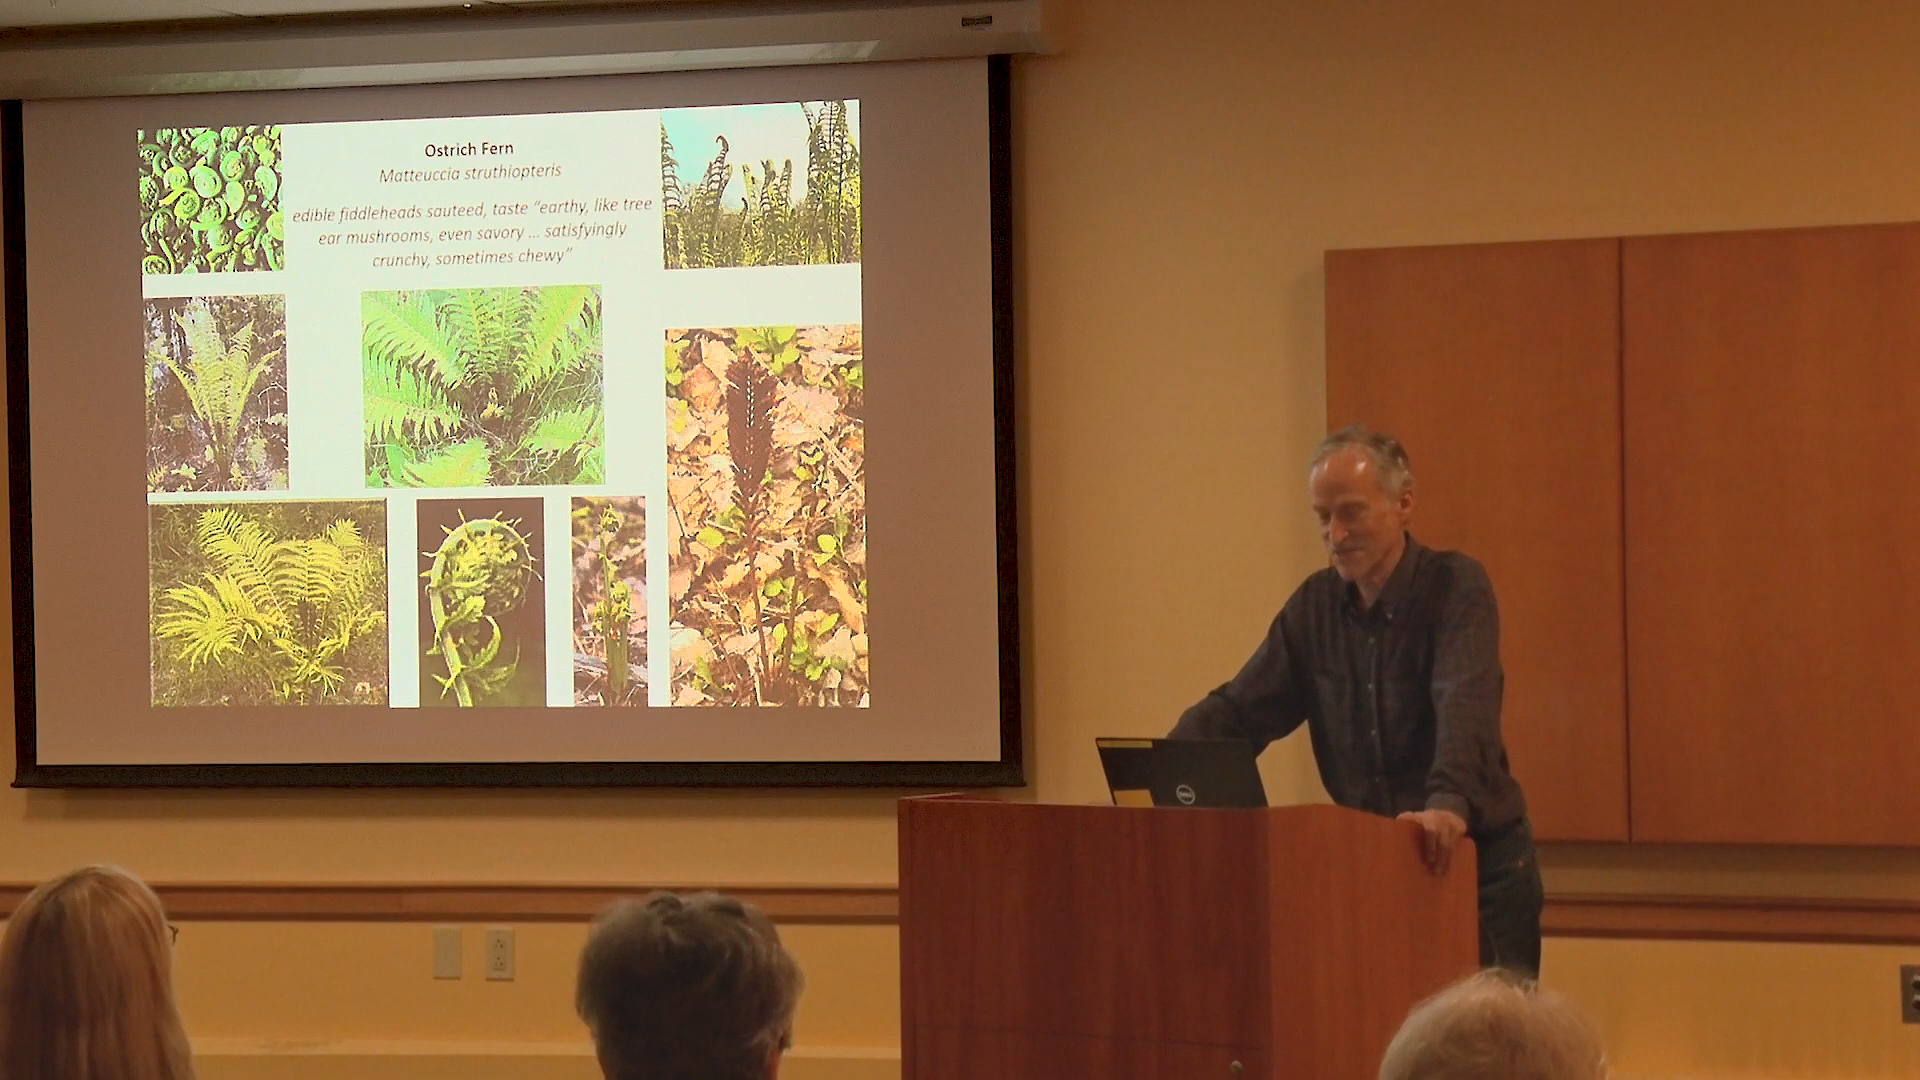 Ostrich Fern
Matteuccia struthiopteris
edible fiddleheads sauteed, taste “earthy, like tree
ear mushrooms, even savory ... satisfyingly
crunchy, sometimes chewy”
DELL